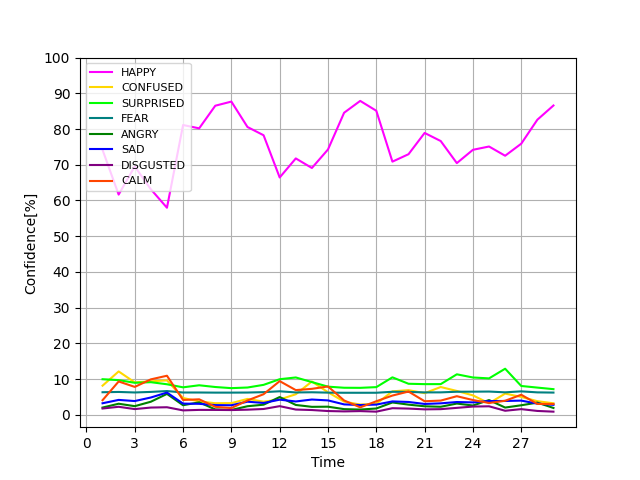 HAPPY
CONFUSED
SURPRISED
FEAR
ANGRY
SAD
DISGUSTED
CALM
100
90
80
70
60
50
40
30
20
10
0
Confidence[%]
0 3 6 9 12 15 18 21 24 27
Time